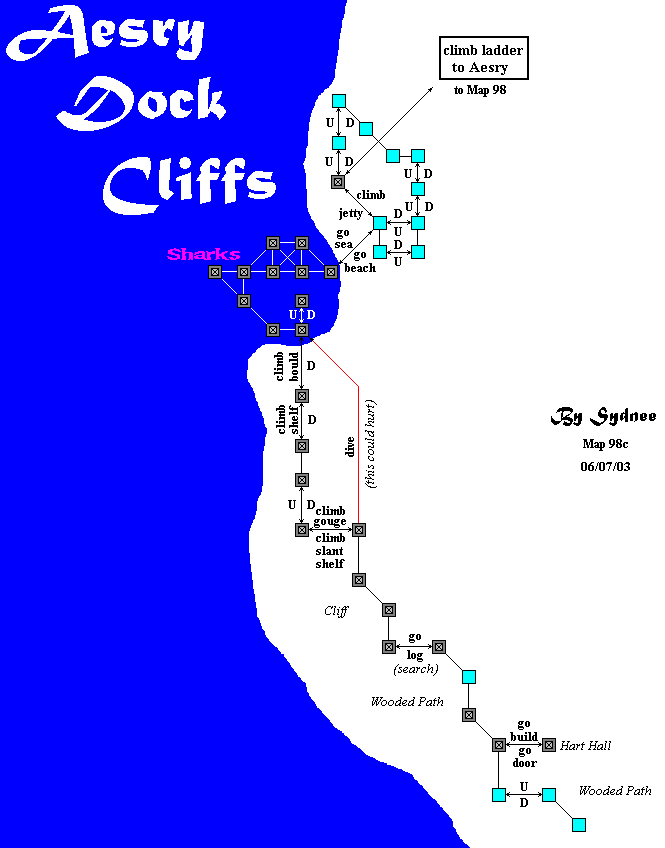 Aesry
Dock
Cliffs
climb ladder
to Aesry
to Map 98
U D
U D
climb
jetty
U D
U D
D
U
D
U
go
sea
go
beach
Sharks
U D
climb
bould
D
climb
shelf
D
dive
(this could hurt)
By Sydnee
Map 98c
06/07/03
U D
climb
gouge
climb
slant
shelf
Cliff
go
log
(search)
Wooded Path
go
build
go
door
Hart Hall
U
D
Wooded Path